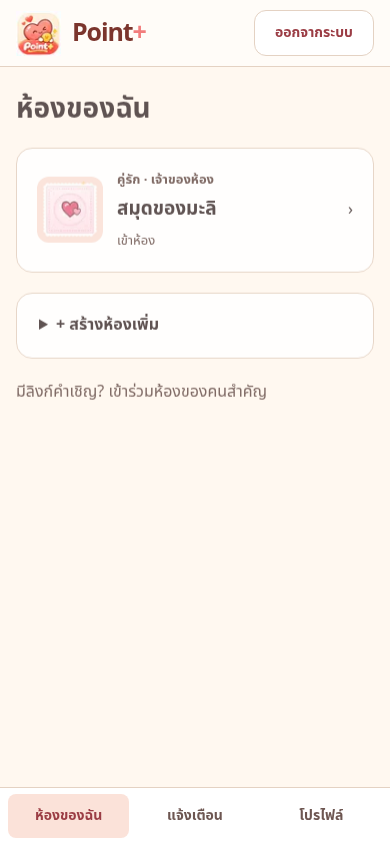 Point+
Point+
ออกจากระบบ
ห้องของฉัน
คู่รัก · เจ้าของห้อง
สมุดของมะลิ
เข้าห้อง
›
▶ + สร้างห้องเพิ่ม
มีลิงก์คำเชิญ? เข้าร่วมห้องของคนสำคัญ
ห้องของฉัน
แจ้งเตือน
โปรไฟล์